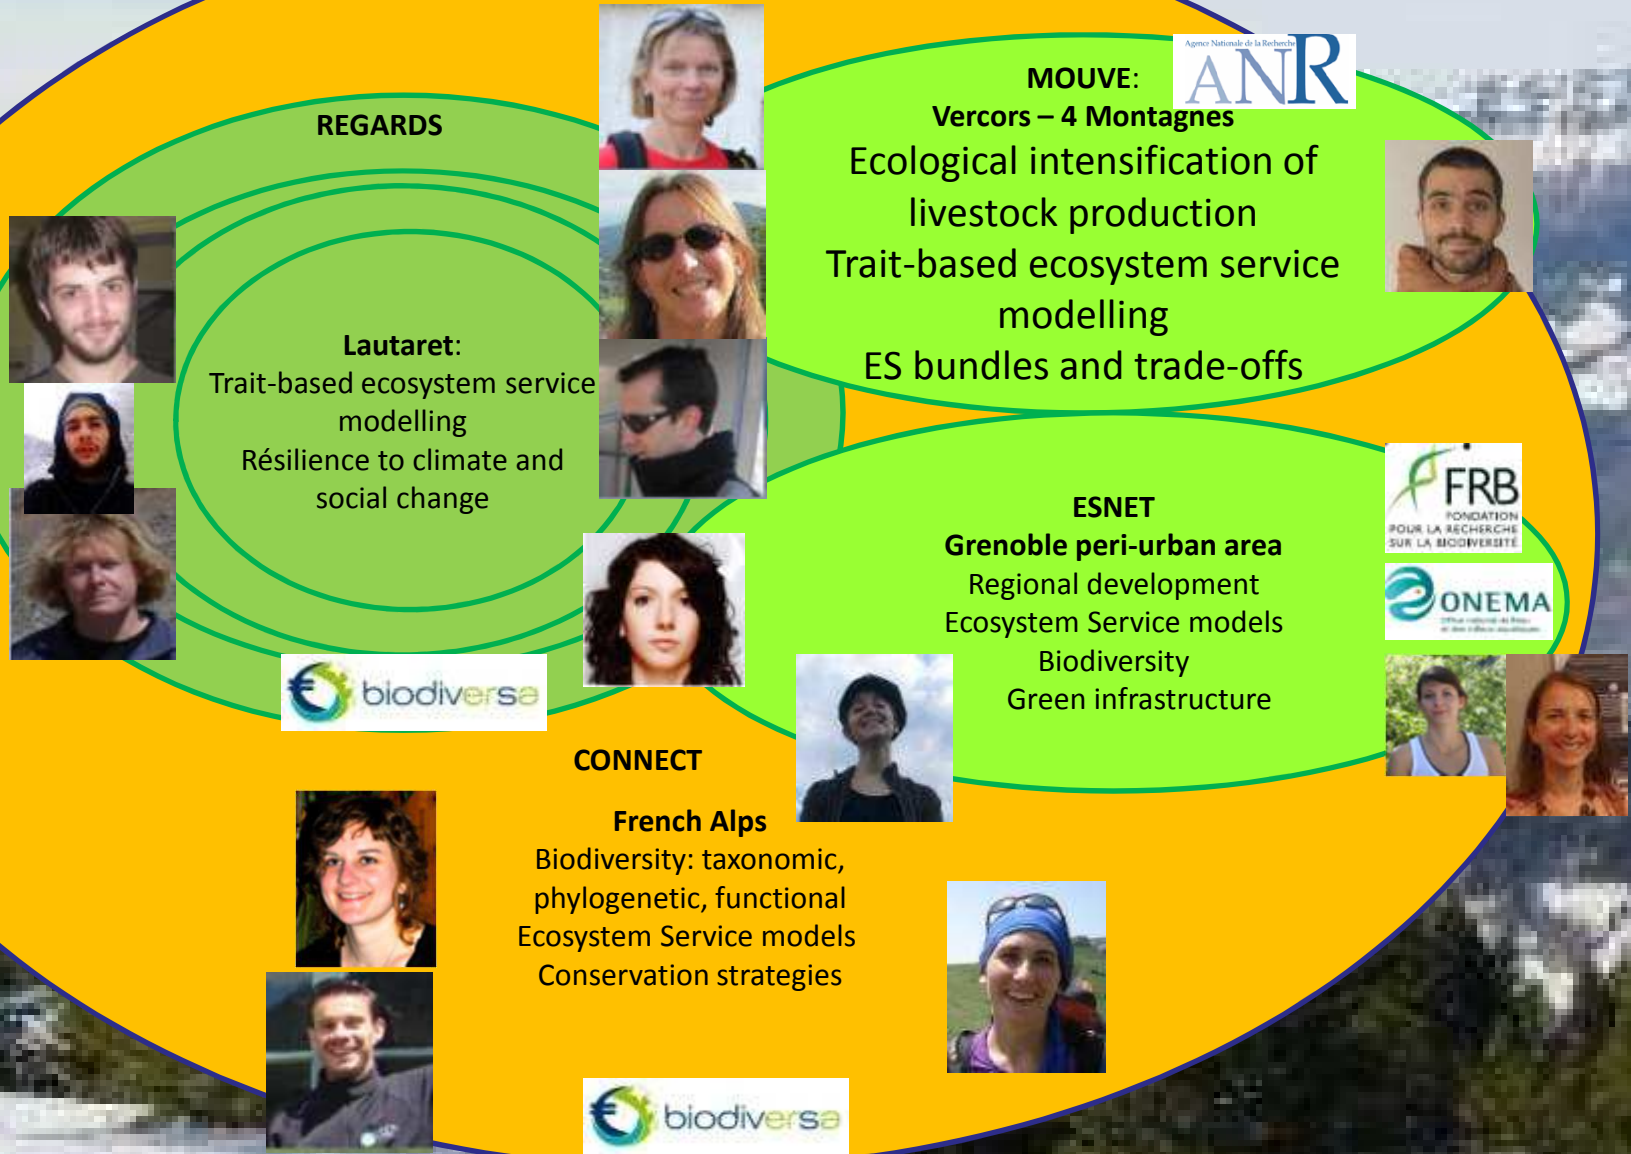 REGARDS
Lautaret:
Trait-based ecosystem service
modelling
Résilience to climate and
social change
biodiversa
Agence Nationale de la Recherche
ANR
MOUVE:
Vercors – 4 Montagnes
Ecological intensification of
livestock production
Trait-based ecosystem service
modelling
ES bundles and trade-offs
ESNET
Grenoble peri-urban area
Regional development
Ecosystem Service models
Biodiversity
Green infrastructure
FRB
FONDATION
POUR LA RECHERCHE
SUR LA BIODIVERSITÉ
ONEMA
CONNECT
French Alps
Biodiversity: taxonomic,
phylogenetic, functional
Ecosystem Service models
Conservation strategies
biodiversa